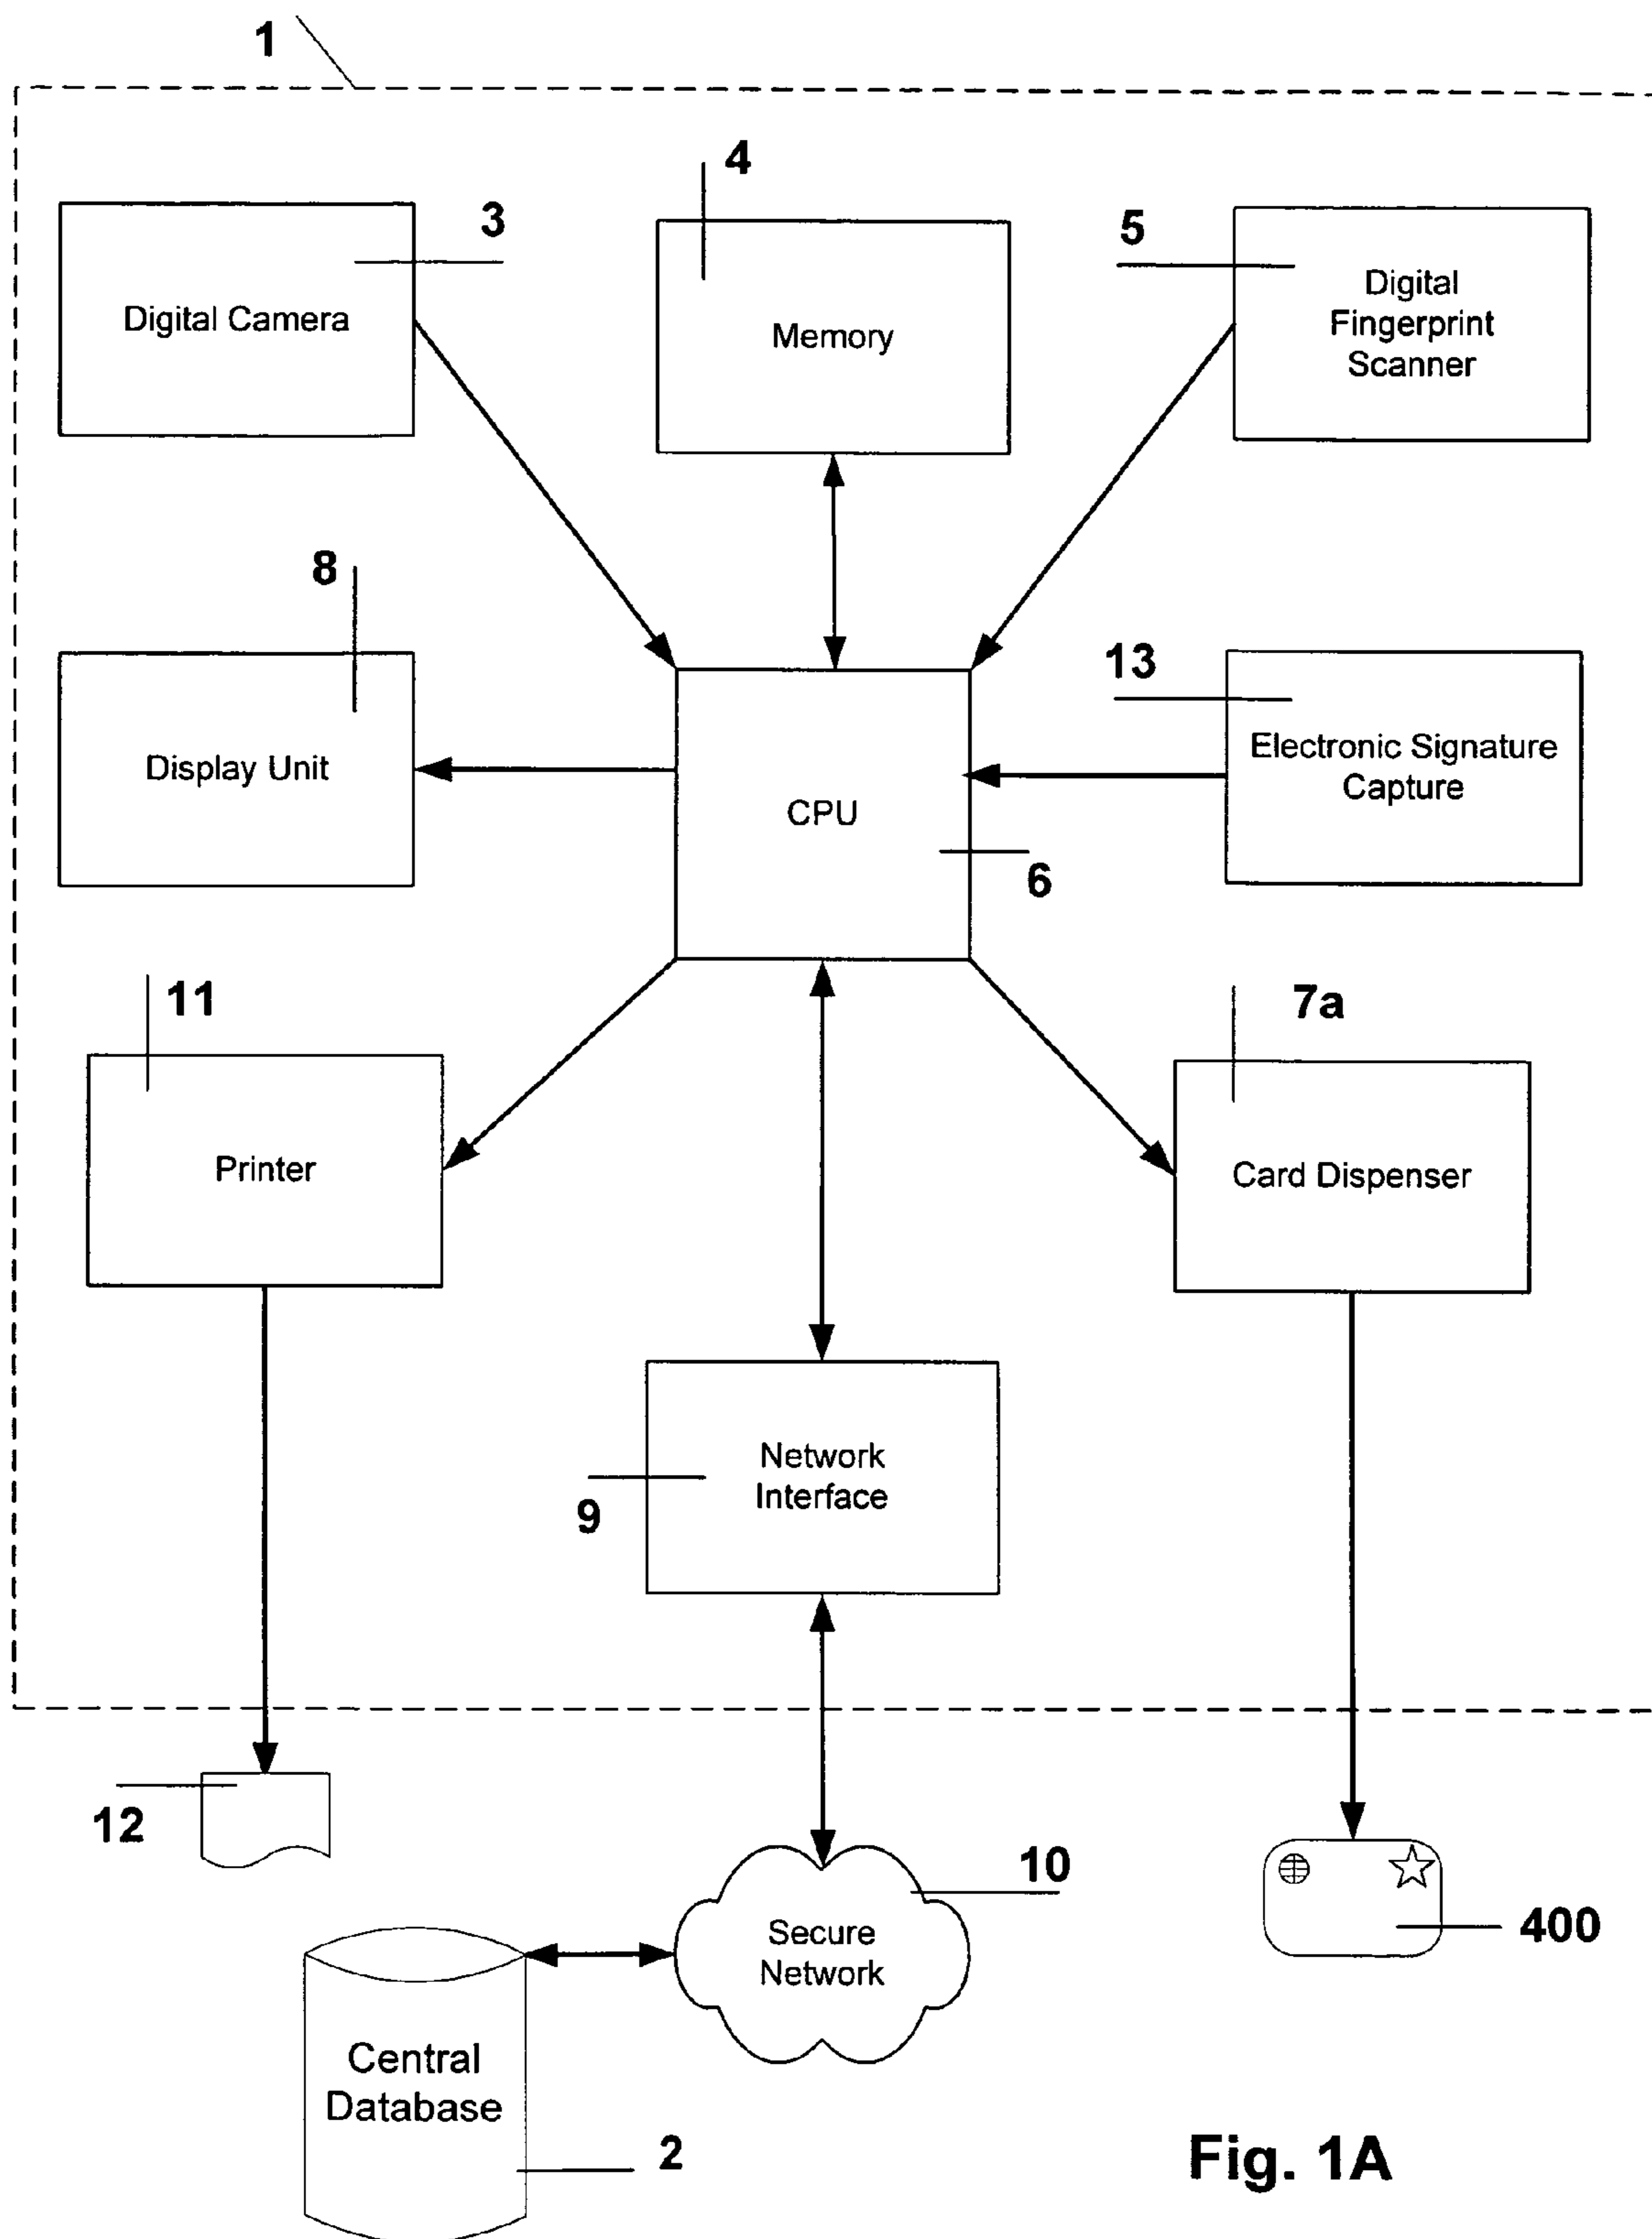 1
4
3
5
Digital Camera
Memory
Digital
Fingerprint
Scanner
8
13
Display Unit
CPU
Electronic Signature
Capture
6
11
7a
Printer
Card Dispenser
Network
Interface
9
12
10
Secure
Network
400
Central
Database
2
Fig. 1A